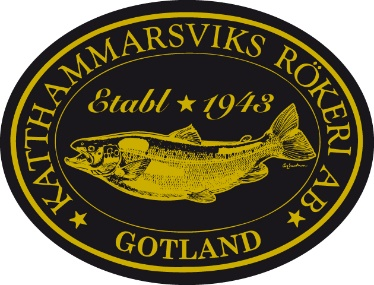 KATTHAMMARSVIKS RÖKERI AB
Etabl ★ 1943
GOTLAND